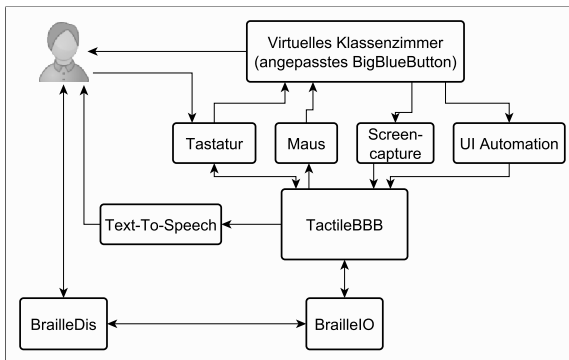 Virtuelles Klassenzimmer
(angepasstes BigBlueButton)
Tastatur
Maus
Screen-
capture
UI Automation
Text-To-Speech
TactileBBB
BrailleDis
BrailleIO